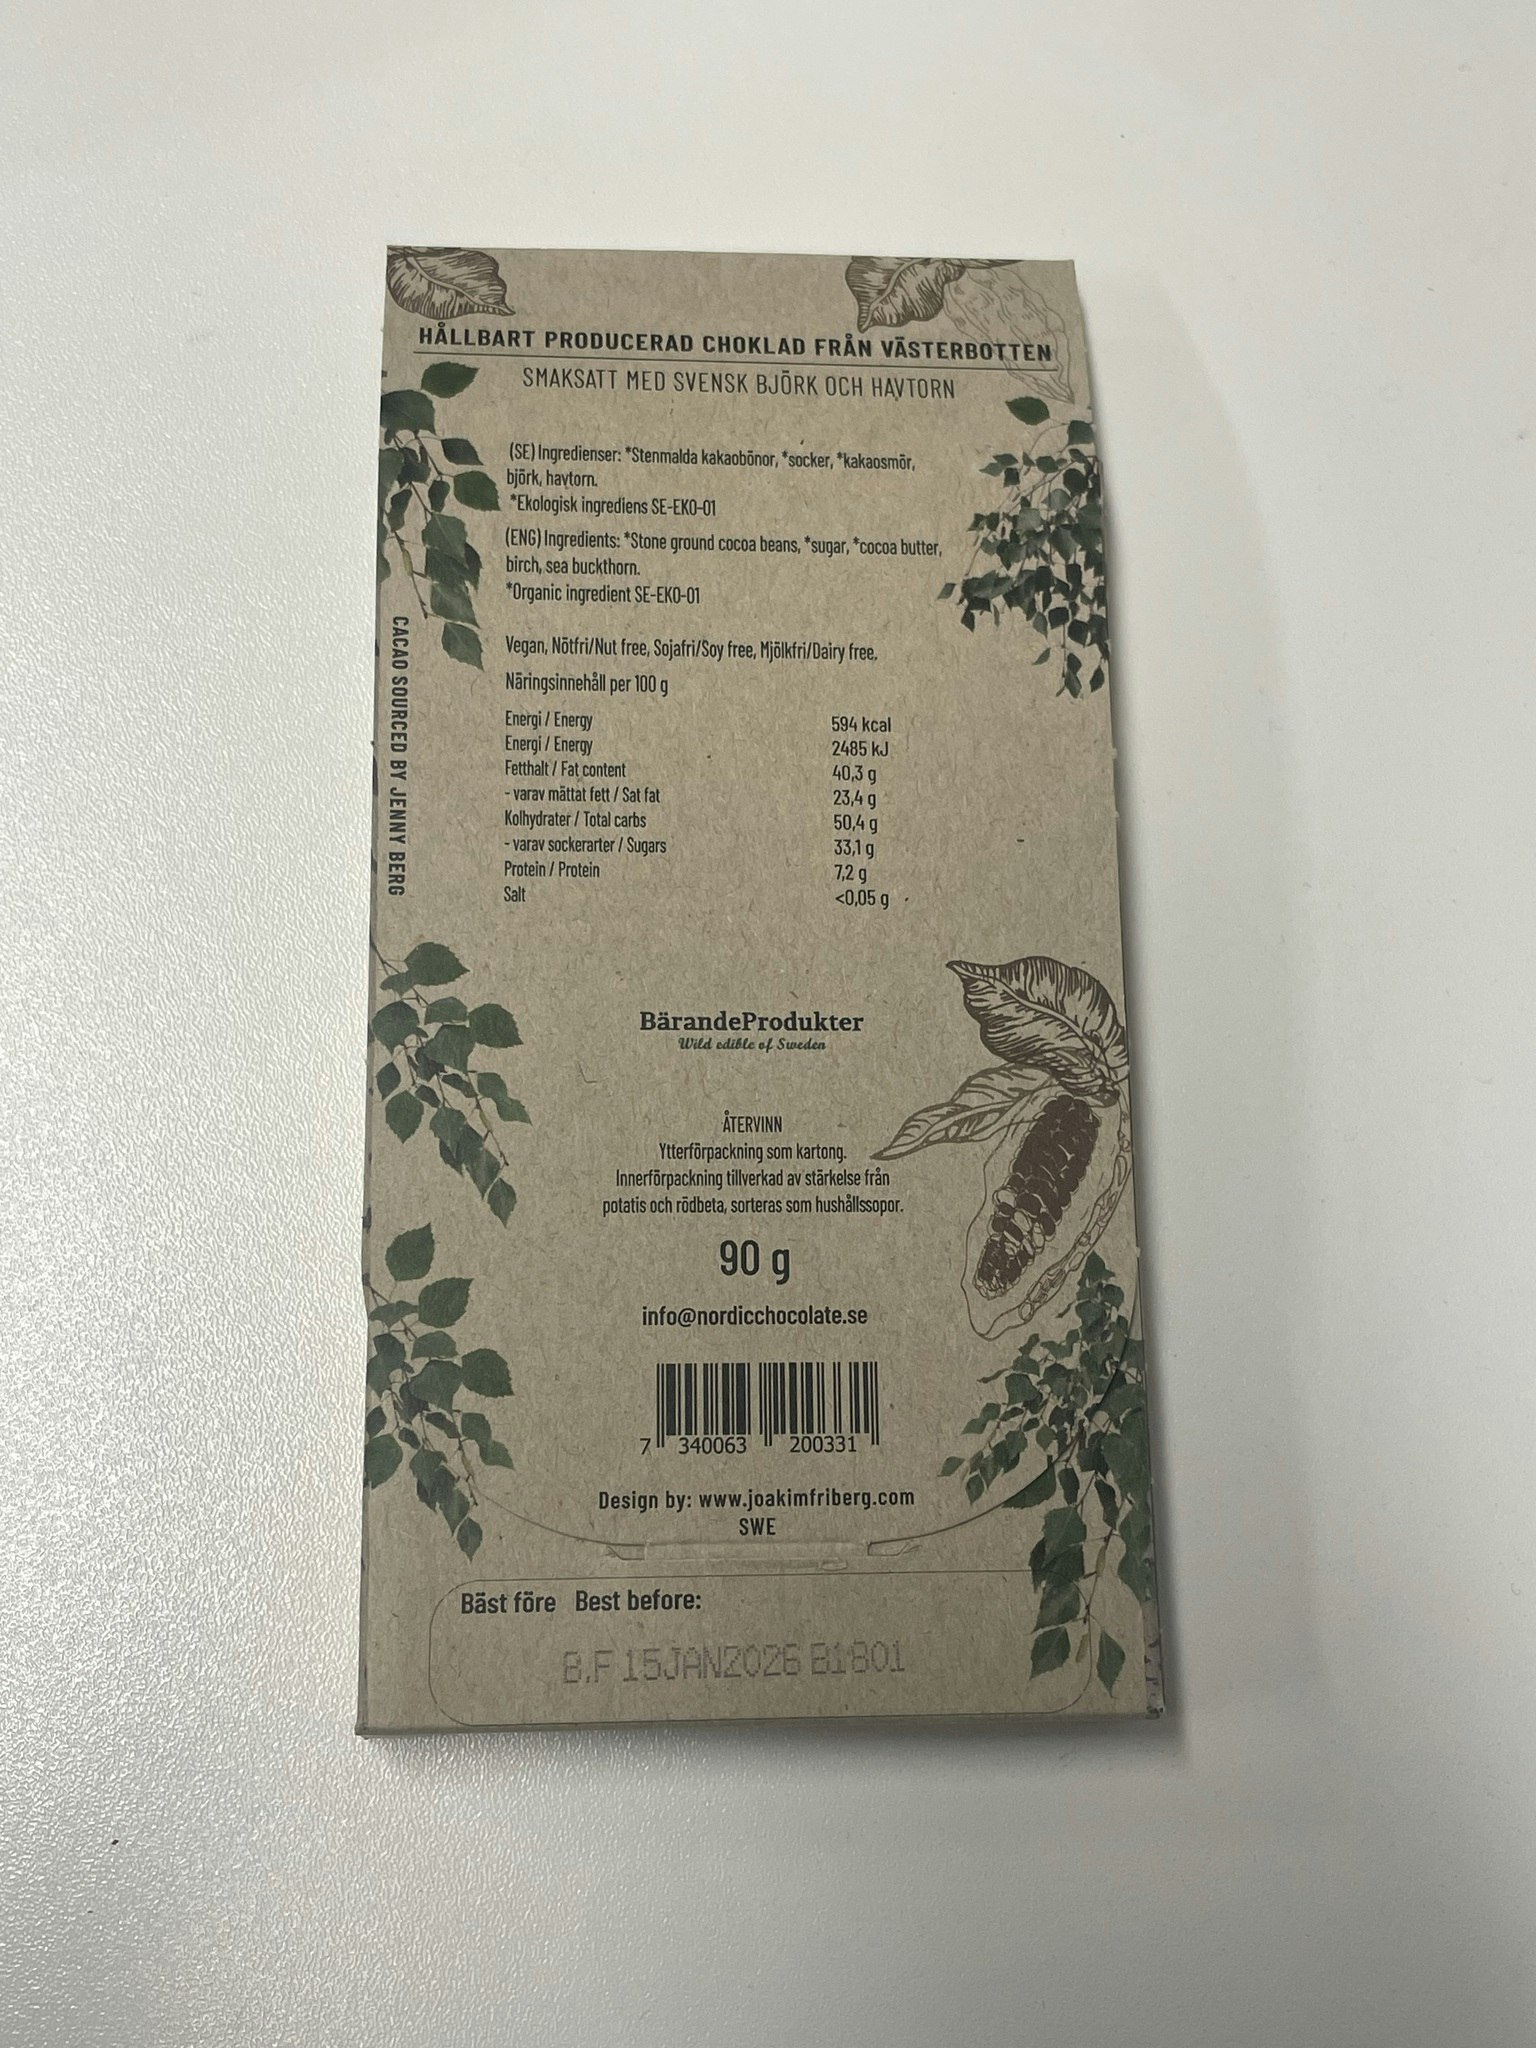 HÅLLBART PRODUCERAD CHOKLAD FRÅN VÄSTERBOTTEN
SMAKSATT MED SVENSK BJÖRK OCH HAVTORN
(SE) Ingredienser: *Stenmalda kakaobönor, *socker, *kakaosmör,
björk, havtorn.
*Ekologisk ingrediens SE-EKO-01
(ENG) Ingredients: *Stone ground cocoa beans, *sugar, *cocoa butter,
birch, sea buckthorn.
*Organic ingredient SE-EKO-01
Vegan, Nötfri/Nut free, Sojafri/Soy free, Mjölkfri/Dairy free.
Näringsinnehåll per 100 g
Energi / Energy 594 kcal
Energi / Energy 2485 kJ
Fetthalt / Fat content 40,3 g
- varav mättat fett / Sat fat 23,4 g
Kolhydrater / Total carbs 50,4 g
- varav sockerarter / Sugars 33,1 g
Protein / Protein 7,2 g
Salt <0,05 g
CACAO SOURCED BY JENNY BERG
BärandeProdukter
Wild edible of Sweden
ÅTERVINN
Ytterförpackning som kartong.
Innerförpackning tillverkad av stärkelse från
potatis och rödbeta, sorteras som hushållssopor.
90 g
info@nordicchocolate.se
7 340063 200331
Design by: www.joakimfriberg.com
SWE
Bäst före Best before:
B.F 15JAN2026 B1801